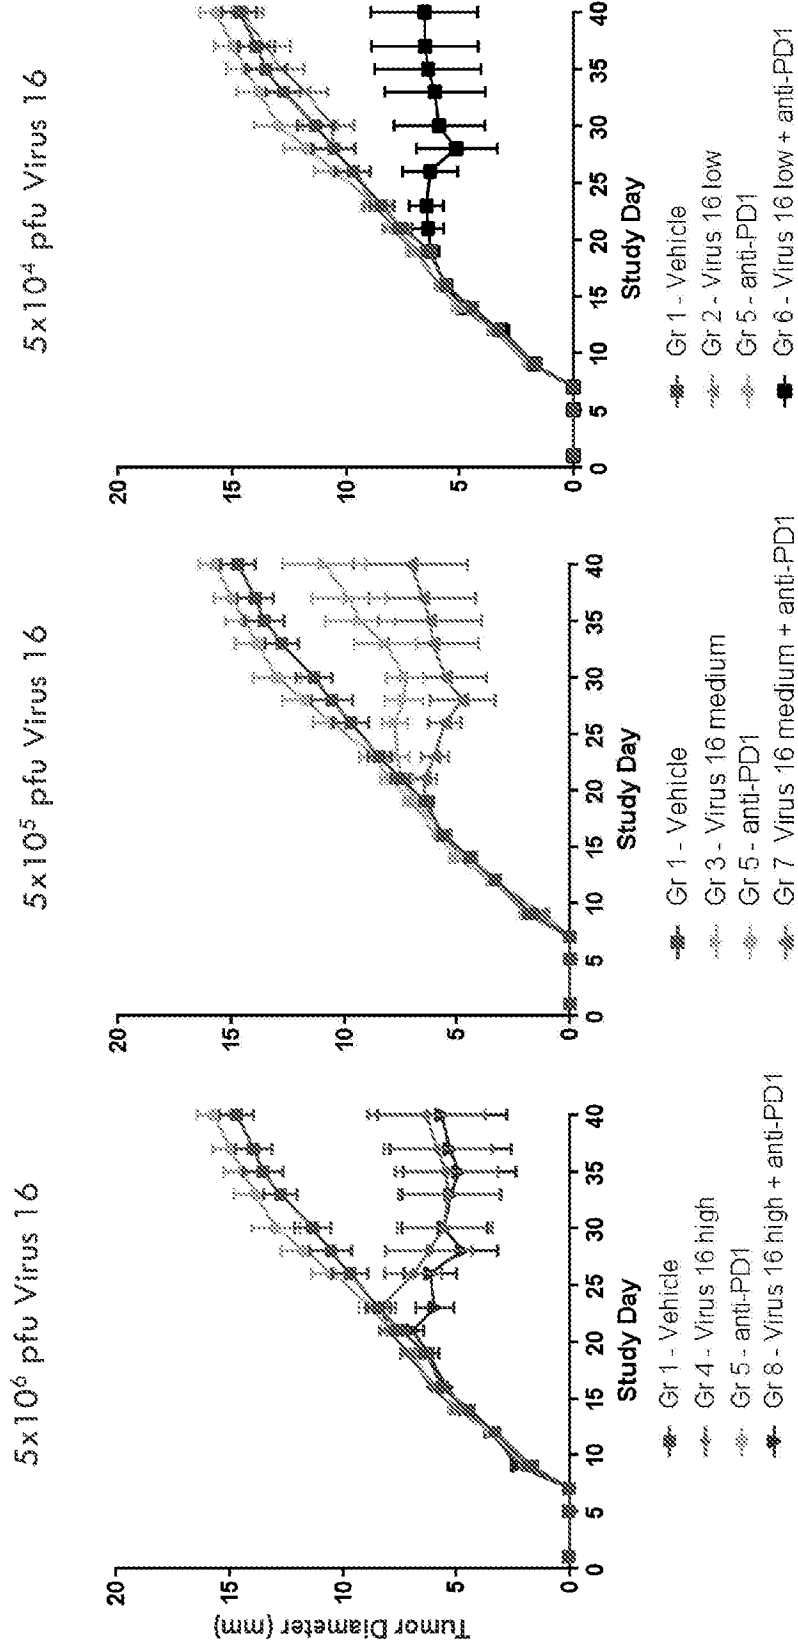 5x10⁶ pfu Virus 16
Tumor Diameter (mm)
20
15
10
5
0
0 5 10 15 20 25 30 35 40
Study Day
Gr 1 - Vehicle
Gr 4 - Virus 16 high
Gr 5 - anti-PD1
Gr 8 - Virus 16 high + anti-PD1
5x10⁵ pfu Virus 16
20
15
10
5
0
0 5 10 15 20 25 30 35 40
Study Day
Gr 1 - Vehicle
Gr 3 - Virus 16 medium
Gr 5 - anti-PD1
Gr 7 Virus 16 medium + anti-PD1
5x10⁴ pfu Virus 16
20
15
10
5
0
0 5 10 15 20 25 30 35 40
Study Day
Gr 1 - Vehicle
Gr 2 - Virus 16 low
Gr 5 - anti-PD1
Gr 6 - Virus 16 low + anti-PD1